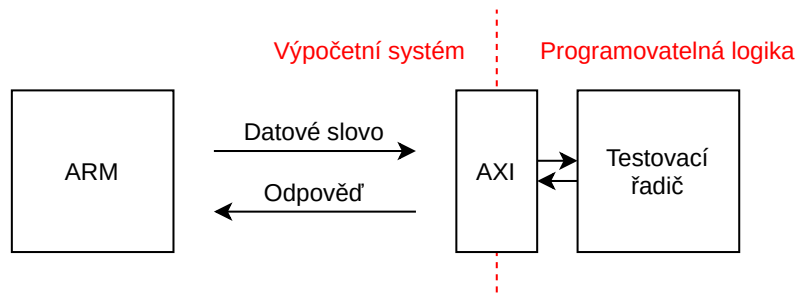 Výpočetní systém
Programovatelná logika
ARM
Datové slovo
Odpověď
AXI
Testovací
řadič